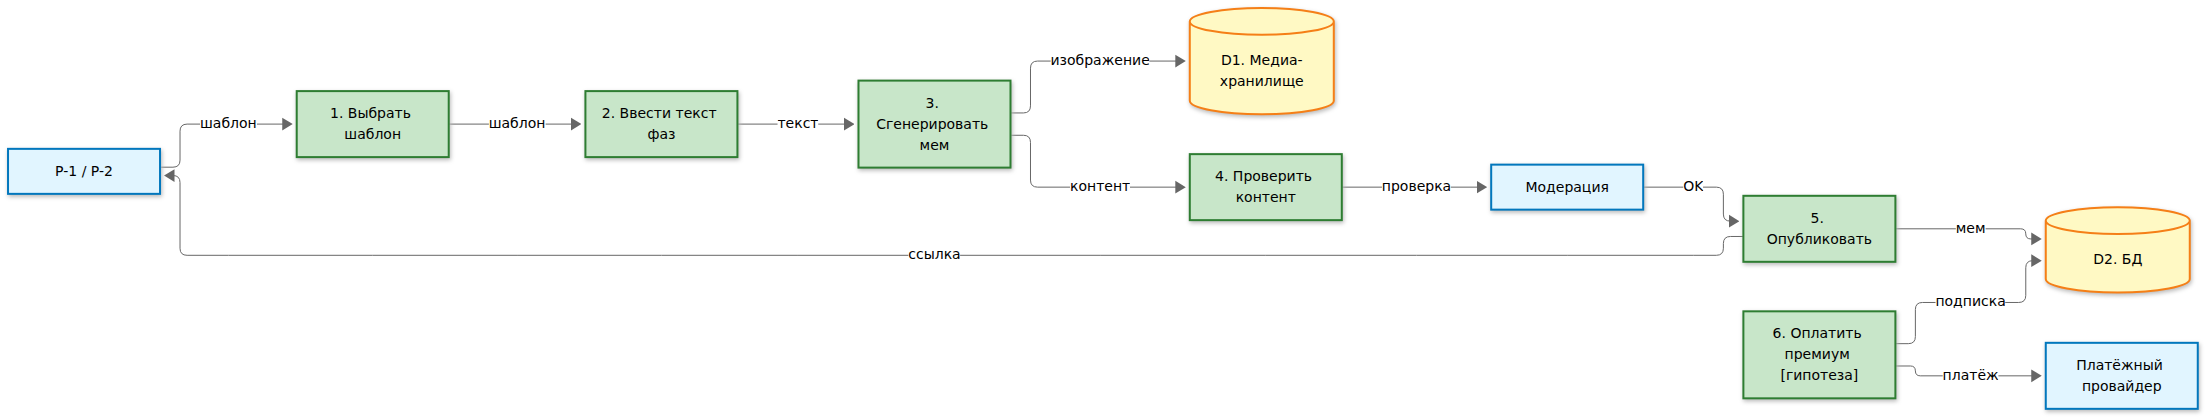 P-1 / P-2
шаблон
1. Выбрать
шаблон
шаблон
2. Ввести текст
фаз
текст
3.
Сгенерировать
мем
изображение
D1. Медиа-
хранилище
контент
4. Проверить
контент
проверка
Модерация
OK
5.
Опубликовать
ссылка
мем
D2. БД
подписка
6. Оплатить
премиум
[гипотеза]
платёж
Платёжный
провайдер